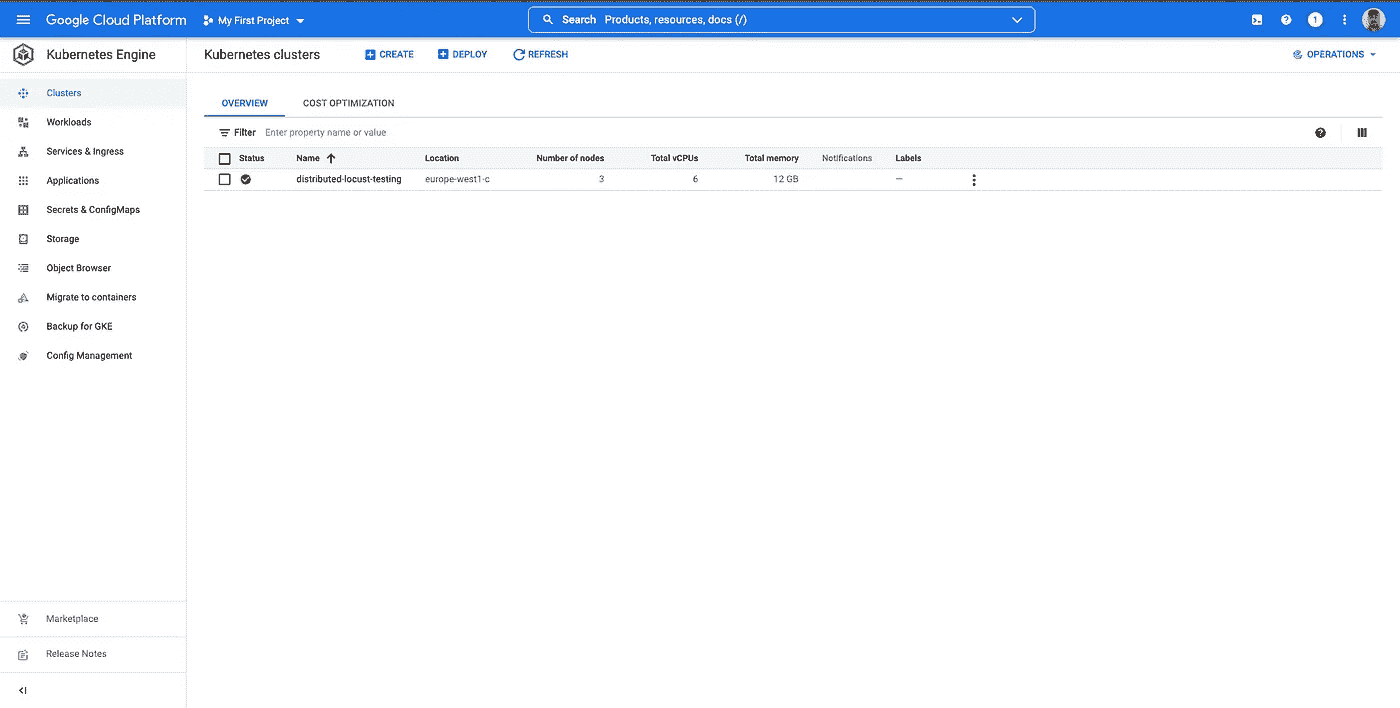 Google Cloud Platform My First Project Search Products, resources, docs (/) 1
Kubernetes Engine
Kubernetes clusters CREATE DEPLOY REFRESH OPERATIONS
Clusters
Workloads
Services & Ingress
Applications
Secrets & ConfigMaps
Storage
Object Browser
Migrate to containers
Backup for GKE
Config Management
Marketplace
Release Notes
OVERVIEW COST OPTIMIZATION
Filter Enter property name or value
Status Name Location Number of nodes Total vCPUs Total memory Notifications Labels
distributed-locust-testing europe-west1-c 3 6 12 GB —